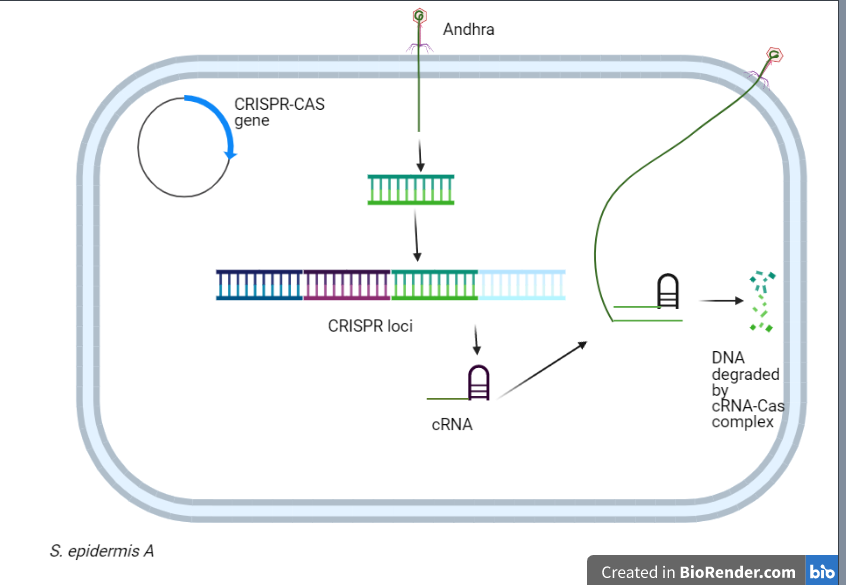 Andhra
CRISPR-CAS
gene
CRISPR loci
cRNA
DNA
degraded
by
cRNA-Cas
complex
S. epidermis A
Created in BioRender.com bio